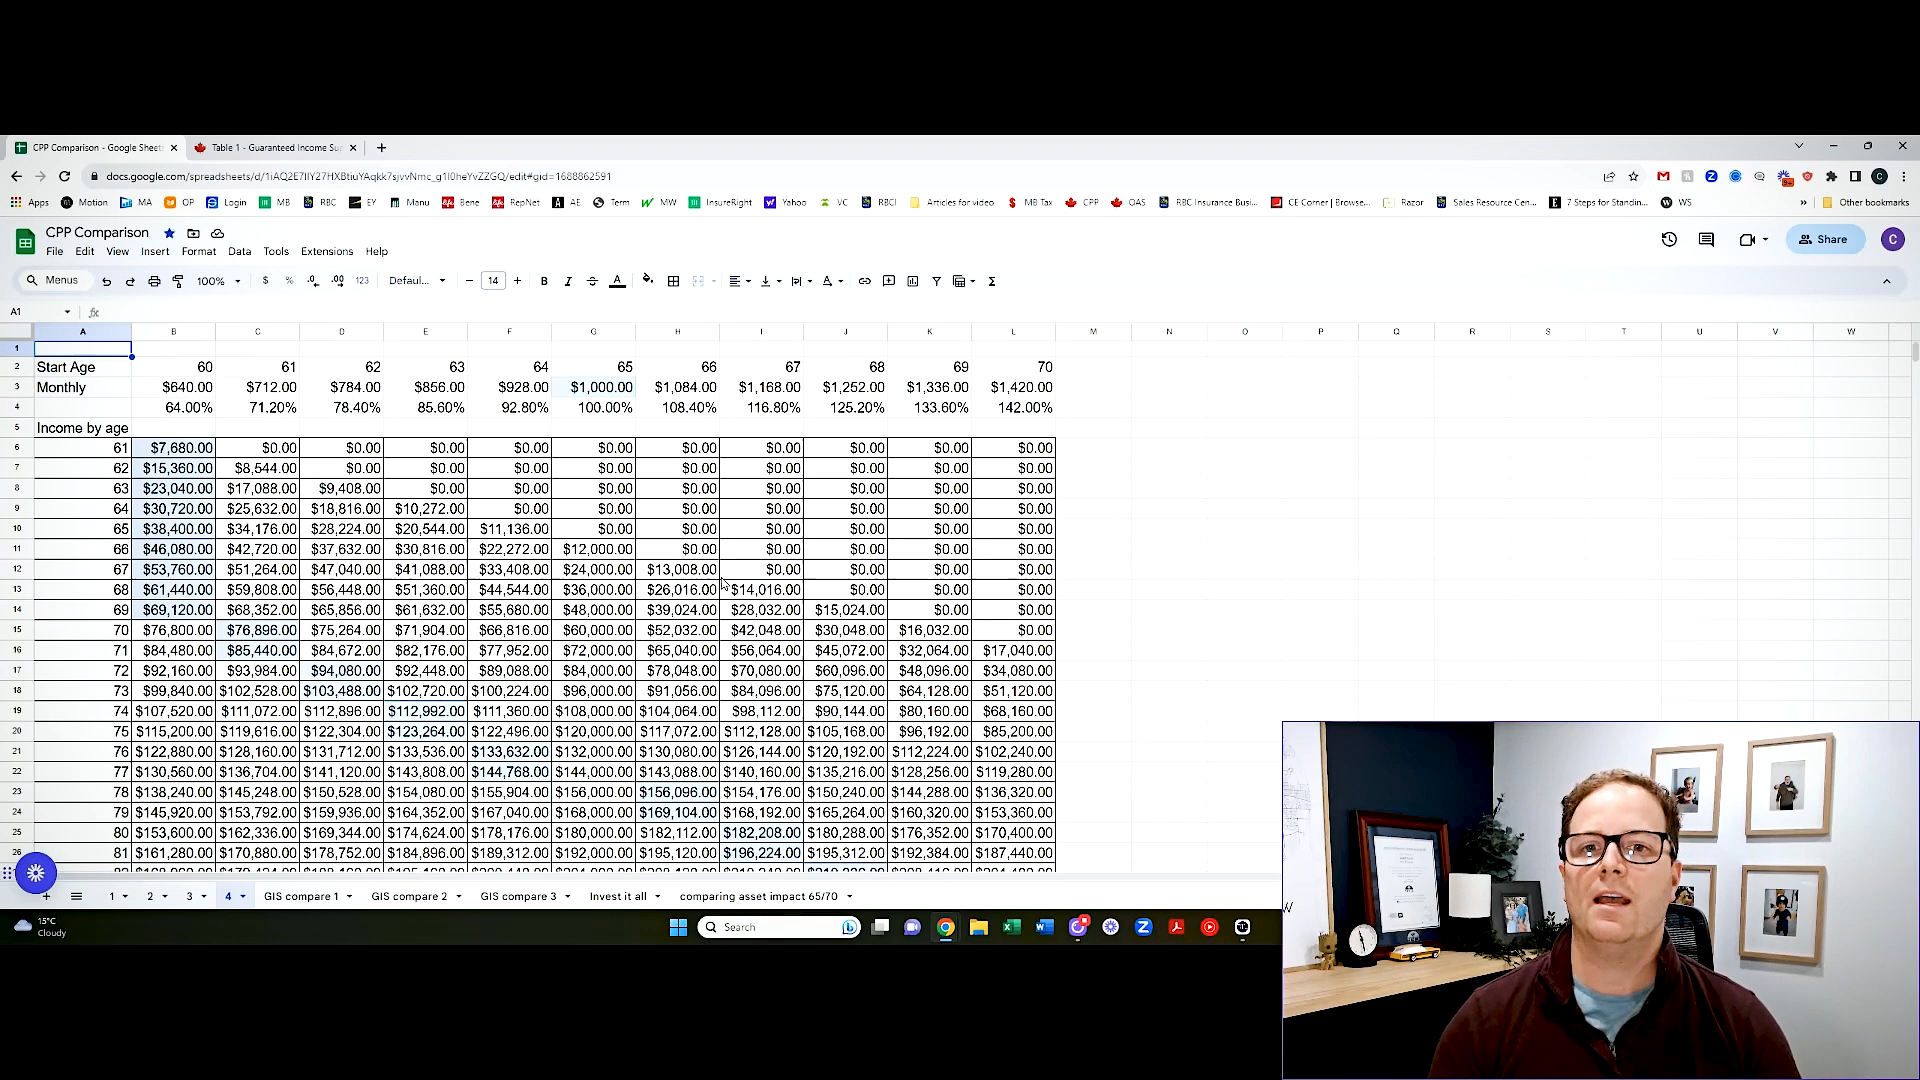 CPP Comparison - Google Sheets
Table 1 - Guaranteed Income Su
docs.google.com/spreadsheets/d/
Apps Motion MA OP Login MB RBC EY Manu Bene RepNet AE Term MW InsureRight Yahoo VC RBCI Articles for video MB Tax CPP OAS RBC Insurance Busi... CE Corner | Browse... Razor Sales Resource Cen... 7 Steps for Standin... WS » Other bookmarks
CPP Comparison
File Edit View Insert Format Data Tools Extensions Help
Share C
Menus 100% $ % .0 .00 123 Defaul... 14 B I A
A1 fx
A B C D E F G H I J K L M N O P Q R S T U V W
1
2 Start Age 60 61 62 63 64 65 66 67 68 69 70
3 Monthly $640.00 $712.00 $784.00 $856.00 $928.00 $1,000.00 $1,084.00 $1,168.00 $1,252.00 $1,336.00 $1,420.00
4 64.00% 71.20% 78.40% 85.60% 92.80% 100.00% 108.40% 116.80% 125.20% 133.60% 142.00%
5 Income by age
6 61 $7,680.00 $0.00 $0.00 $0.00 $0.00 $0.00 $0.00 $0.00 $0.00 $0.00 $0.00
7 62 $15,360.00 $8,544.00 $0.00 $0.00 $0.00 $0.00 $0.00 $0.00 $0.00 $0.00 $0.00
8 63 $23,040.00 $17,088.00 $9,408.00 $0.00 $0.00 $0.00 $0.00 $0.00 $0.00 $0.00 $0.00
9 64 $30,720.00 $25,632.00 $18,816.00 $10,272.00 $0.00 $0.00 $0.00 $0.00 $0.00 $0.00 $0.00
10 65 $38,400.00 $34,176.00 $28,224.00 $20,544.00 $11,136.00 $0.00 $0.00 $0.00 $0.00 $0.00 $0.00
11 66 $46,080.00 $42,720.00 $37,632.00 $30,816.00 $22,272.00 $12,000.00 $0.00 $0.00 $0.00 $0.00 $0.00
12 67 $53,760.00 $51,264.00 $47,040.00 $41,088.00 $33,408.00 $24,000.00 $13,008.00 $0.00 $0.00 $0.00 $0.00
13 68 $61,440.00 $59,808.00 $56,448.00 $51,360.00 $44,544.00 $36,000.00 $26,016.00 $14,016.00 $0.00 $0.00 $0.00
14 69 $69,120.00 $68,352.00 $65,856.00 $61,632.00 $55,680.00 $48,000.00 $39,024.00 $28,032.00 $15,024.00 $0.00 $0.00
15 70 $76,800.00 $76,896.00 $75,264.00 $71,904.00 $66,816.00 $60,000.00 $52,032.00 $42,048.00 $30,048.00 $16,032.00 $0.00
16 71 $84,480.00 $85,440.00 $84,672.00 $82,176.00 $77,952.00 $72,000.00 $65,040.00 $56,064.00 $45,072.00 $32,064.00 $17,040.00
17 72 $92,160.00 $93,984.00 $94,080.00 $92,448.00 $89,088.00 $84,000.00 $78,048.00 $70,080.00 $60,096.00 $48,096.00 $34,080.00
18 73 $99,840.00 $102,528.00 $103,488.00 $102,720.00 $100,224.00 $96,000.00 $91,056.00 $84,096.00 $75,120.00 $64,128.00 $51,120.00
19 74 $107,520.00 $111,072.00 $112,896.00 $112,992.00 $111,360.00 $108,000.00 $104,064.00 $98,112.00 $90,144.00 $80,160.00 $68,160.00
20 75 $115,200.00 $119,616.00 $122,304.00 $123,264.00 $122,496.00 $120,000.00 $117,072.00 $112,128.00 $105,168.00 $96,192.00 $85,200.00
21 76 $122,880.00 $128,160.00 $131,712.00 $133,536.00 $133,632.00 $132,000.00 $130,080.00 $126,144.00 $120,192.00 $112,224.00 $102,240.00
22 77 $130,560.00 $136,704.00 $141,120.00 $143,808.00 $144,768.00 $144,000.00 $143,088.00 $140,160.00 $135,216.00 $128,256.00 $119,280.00
23 78 $138,240.00 $145,248.00 $150,528.00 $154,080.00 $155,904.00 $156,000.00 $156,096.00 $154,176.00 $150,240.00 $144,288.00 $136,320.00
24 79 $145,920.00 $153,792.00 $159,936.00 $164,352.00 $167,040.00 $168,000.00 $169,104.00 $168,192.00 $165,264.00 $160,320.00 $153,360.00
25 80 $153,600.00 $162,336.00 $169,344.00 $174,624.00 $178,176.00 $180,000.00 $182,112.00 $182,208.00 $180,288.00 $176,352.00 $170,400.00
26 81 $161,280.00 $170,880.00 $178,752.00 $184,896.00 $189,312.00 $192,000.00 $195,120.00 $196,224.00 $195,312.00 $192,384.00 $187,440.00
1 2 3 4 GIS compare 1 GIS compare 2 GIS compare 3 Invest it all comparing asset impact 65/70
15°C
Cloudy
Search